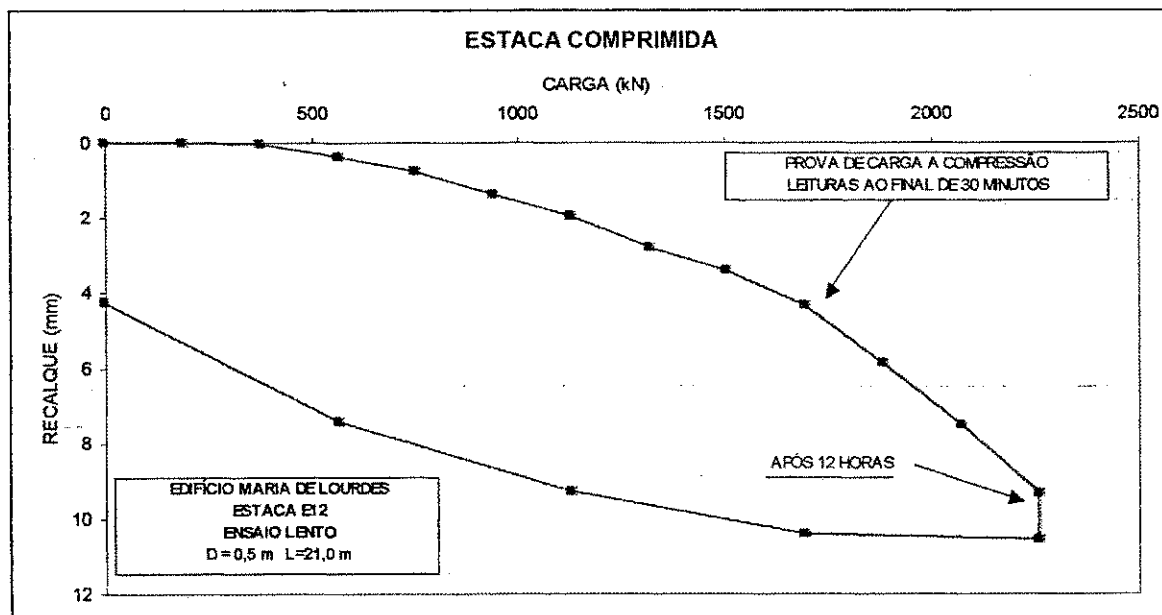 ESTACA COMPRIMIDA
CARGA (kN)
0 500 1000 1500 2000 2500
0
2
4
6
8
10
12
RECALQUE (mm)
PROVA DE CARGA A COMPRESSÃO
LEITURAS AO FINAL DE 30 MINUTOS
APÓS 12 HORAS
EDIFÍCIO MARIA DE LOURDES
ESTACA E12
ENSAIO LENTO
D = 0,5 m L=21,0 m